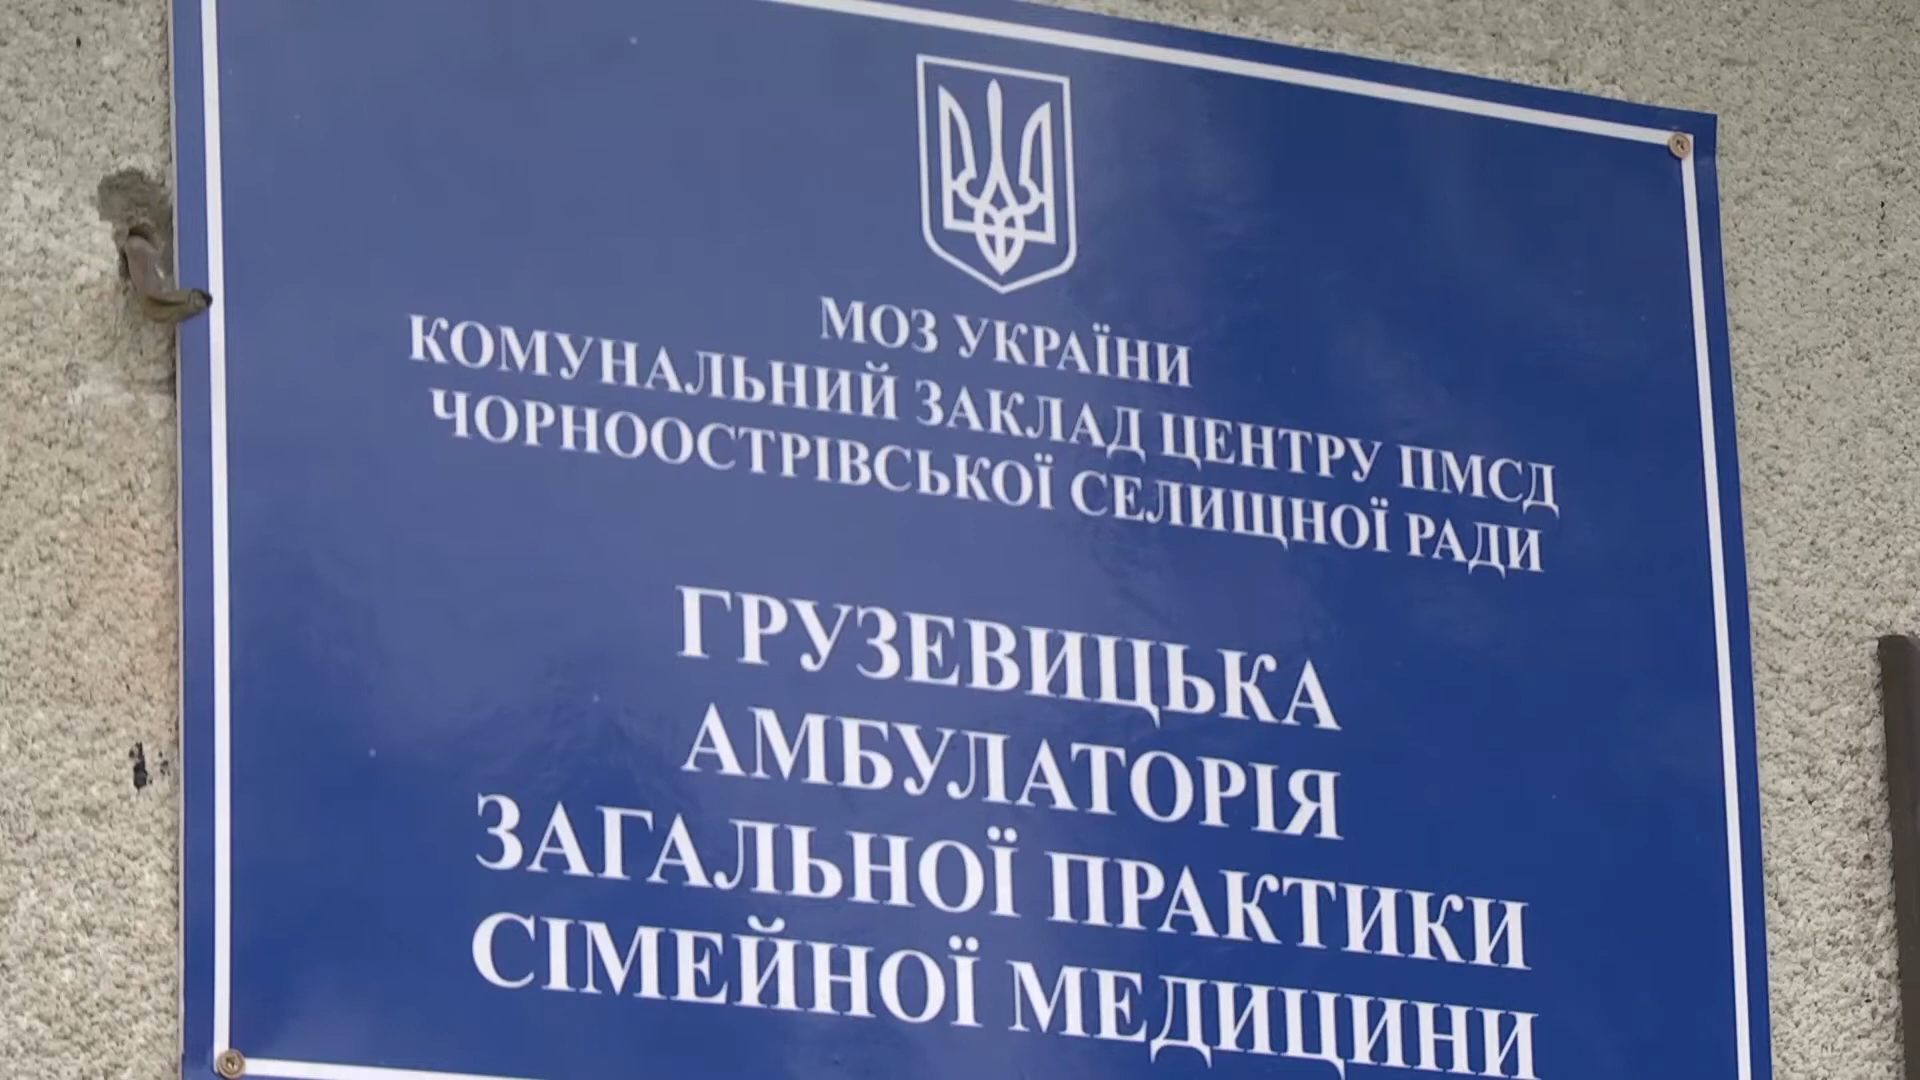 МОЗ УКРАЇНИ
КОМУНАЛЬНИЙ ЗАКЛАД ЦЕНТРУ ПМСД
ЧОРНООСТРІВСЬКОЇ СЕЛИЩНОЇ РАДИ
ГРУЗЕВИЦЬКА
АМБУЛАТОРІЯ
ЗАГАЛЬНОЇ ПРАКТИКИ
СІМЕЙНОЇ МЕДИЦИНИ